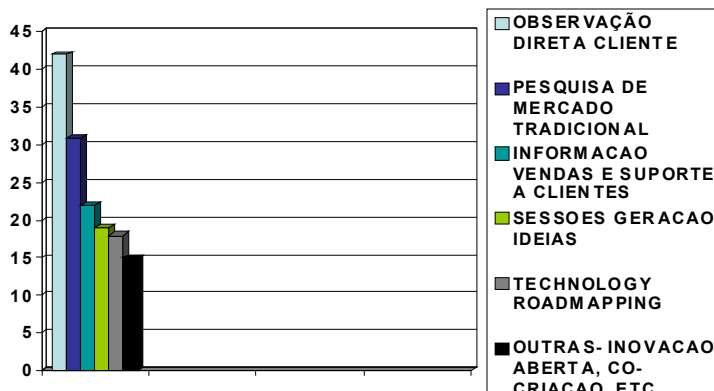 45
40
35
30
25
20
15
10
5
0
OBSERVAÇÃO
DIRETA CLIENTE
PESQUISA DE
MERCADO
TRADICIONAL
INFORMACAO
VENDAS E SUPORTE
A CLIENTES
SESSOES GERACAO
IDEIAS
TECHNOLOGY
ROADMAPPING
OUTRAS- INOVACAO
ABERTA, CO-
CRIACAO, ETC